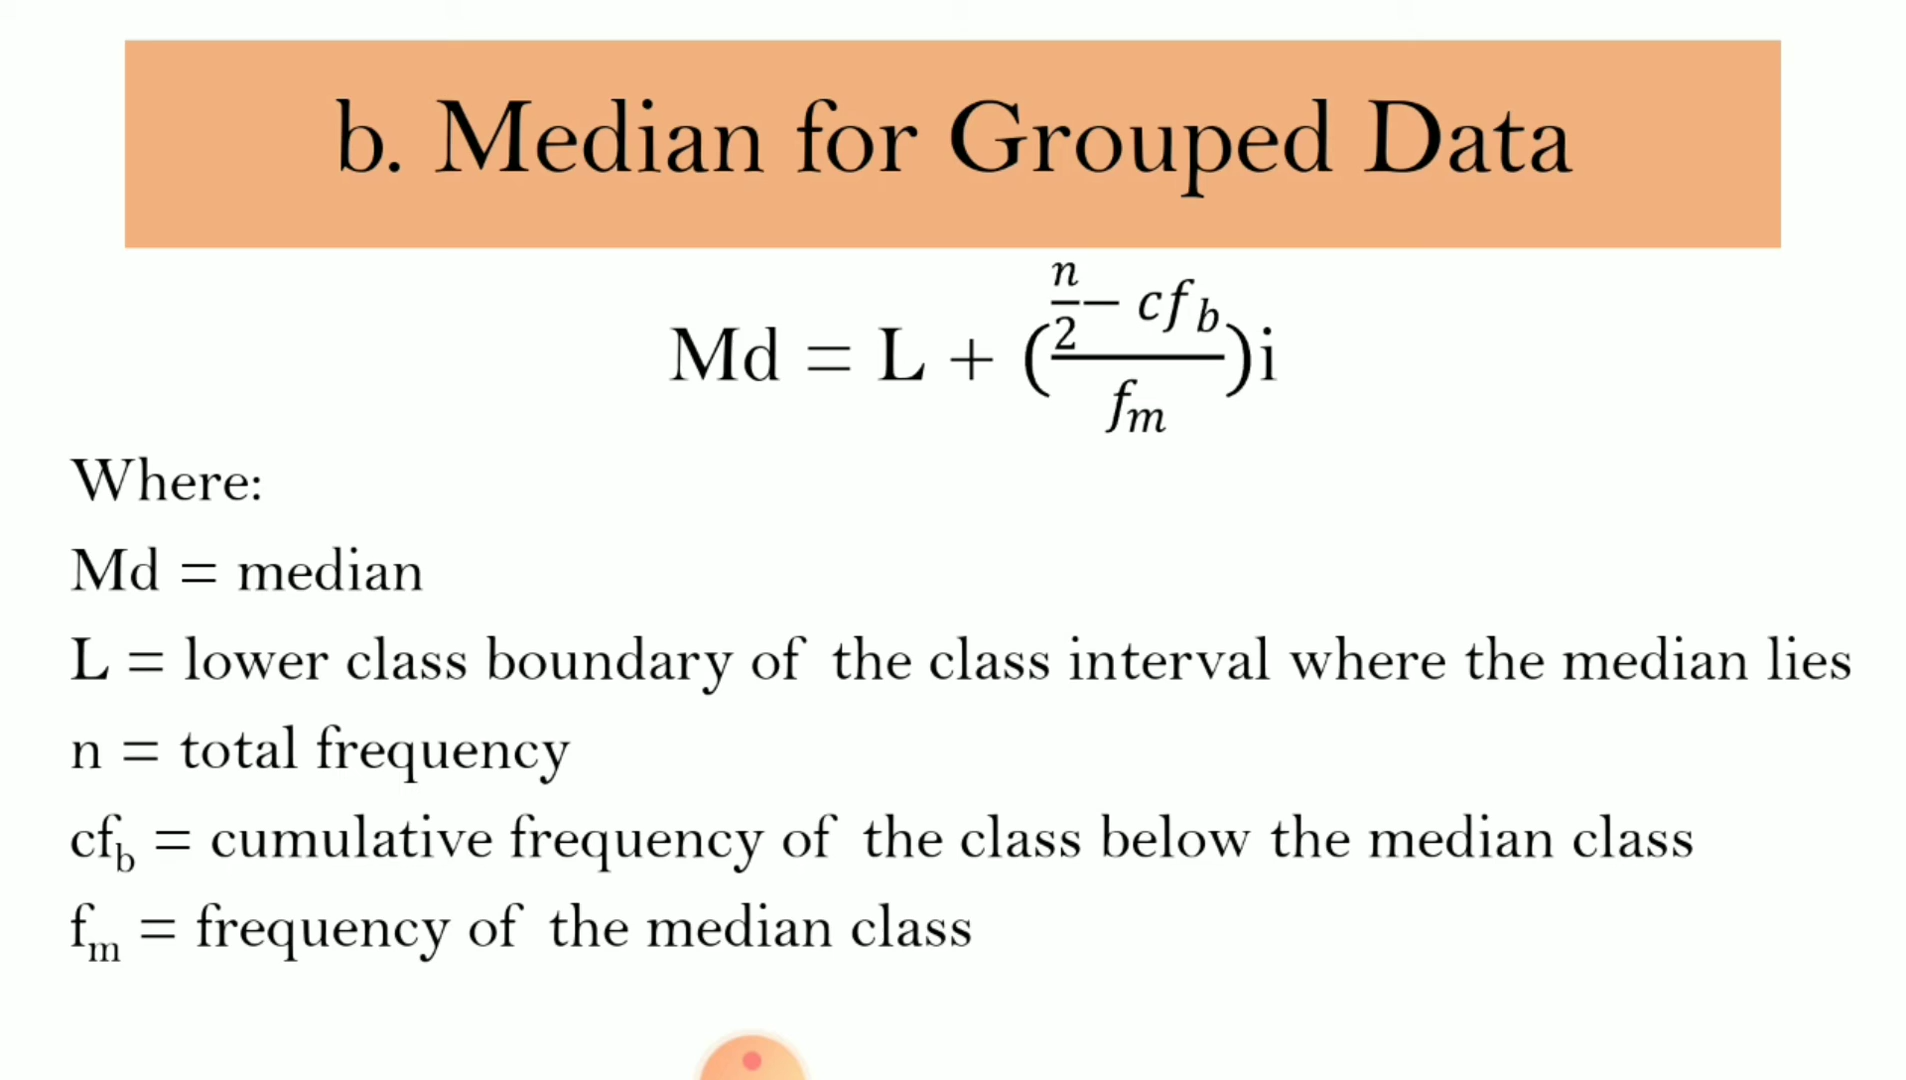 b. Median for Grouped Data
Md = L + (\frac{\frac{n}{2} - cf_b}{f_m})i
Where:
Md = median
L = lower class boundary of the class interval where the median lies
n = total frequency
cf_b = cumulative frequency of the class below the median class
f_m = frequency of the median class